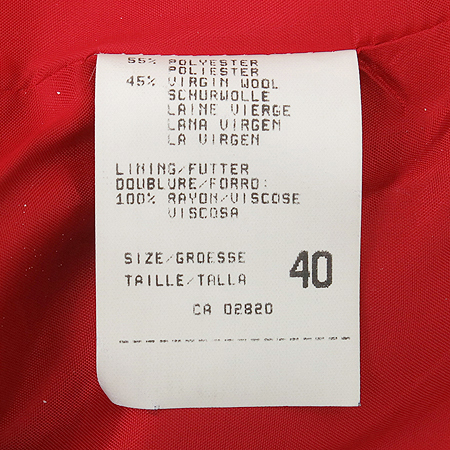 55% POLYESTER
POLIESTER
45% VIRGIN WOOL
SCHURWOLLE
LAINE VIERGE
LANA VIRGEN
LA VIRGEN
LINING/FUTTER
DOUBLURE/FORRO:
100% RAYON/VISCOSE
VISCOSA
SIZE/GROESSE 40
TAILLE/TALLA
CA 02820